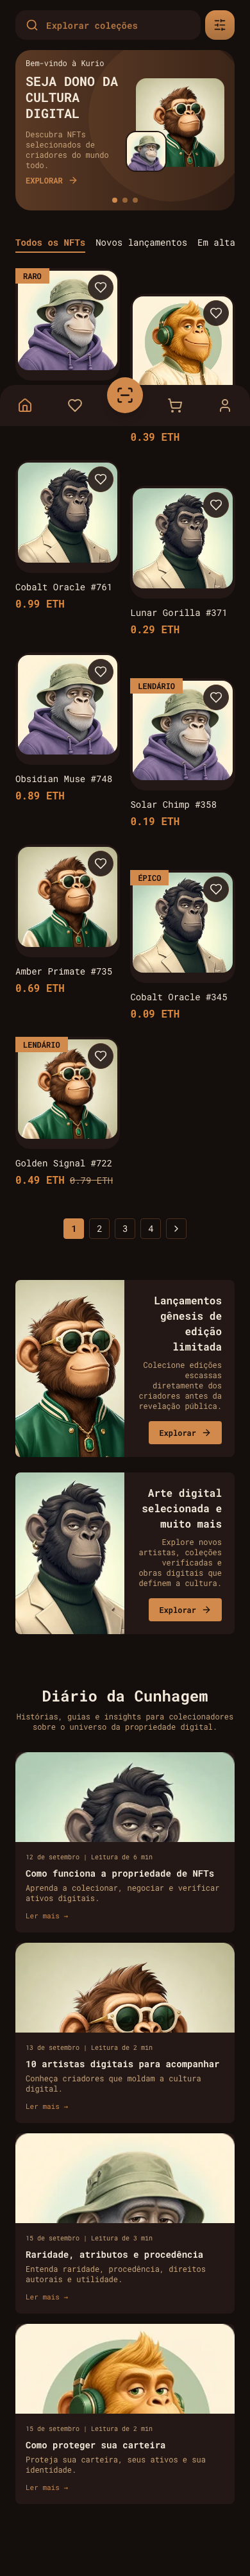 Explorar coleções
Bem-vindo à Kurio
SEJA DONO DA
CULTURA
DIGITAL
Descubra NFTs
selecionados de
criadores do mundo
todo.
EXPLORAR →
Todos os NFTs Novos lançamentos Em alta
RARO
0.39 ETH
Cobalt Oracle #761
0.99 ETH
Lunar Gorilla #371
0.29 ETH
LENDÁRIO
Obsidian Muse #748
0.89 ETH
Solar Chimp #358
0.19 ETH
ÉPICO
Amber Primate #735
0.69 ETH
Cobalt Oracle #345
0.09 ETH
LENDÁRIO
Golden Signal #722
0.49 ETH 0.79 ETH
1 2 3 4 >
Lançamentos
gênesis de
edição
limitada
Colecione edições
escassas
diretamente dos
criadores antes da
revelação pública.
Explorar →
Arte digital
selecionada e
muito mais
Explore novos
artistas, coleções
verificadas e
obras digitais que
definem a cultura.
Explorar →
Diário da Cunhagem
Histórias, guias e insights para colecionadores
sobre o universo da propriedade digital.
12 de setembro | Leitura de 6 min
Como funciona a propriedade de NFTs
Aprenda a colecionar, negociar e verificar
ativos digitais.
Ler mais →
13 de setembro | Leitura de 2 min
10 artistas digitais para acompanhar
Conheça criadores que moldam a cultura
digital.
Ler mais →
15 de setembro | Leitura de 3 min
Raridade, atributos e procedência
Entenda raridade, procedência, direitos
autorais e utilidade.
Ler mais →
15 de setembro | Leitura de 2 min
Como proteger sua carteira
Proteja sua carteira, seus ativos e sua
identidade.
Ler mais →